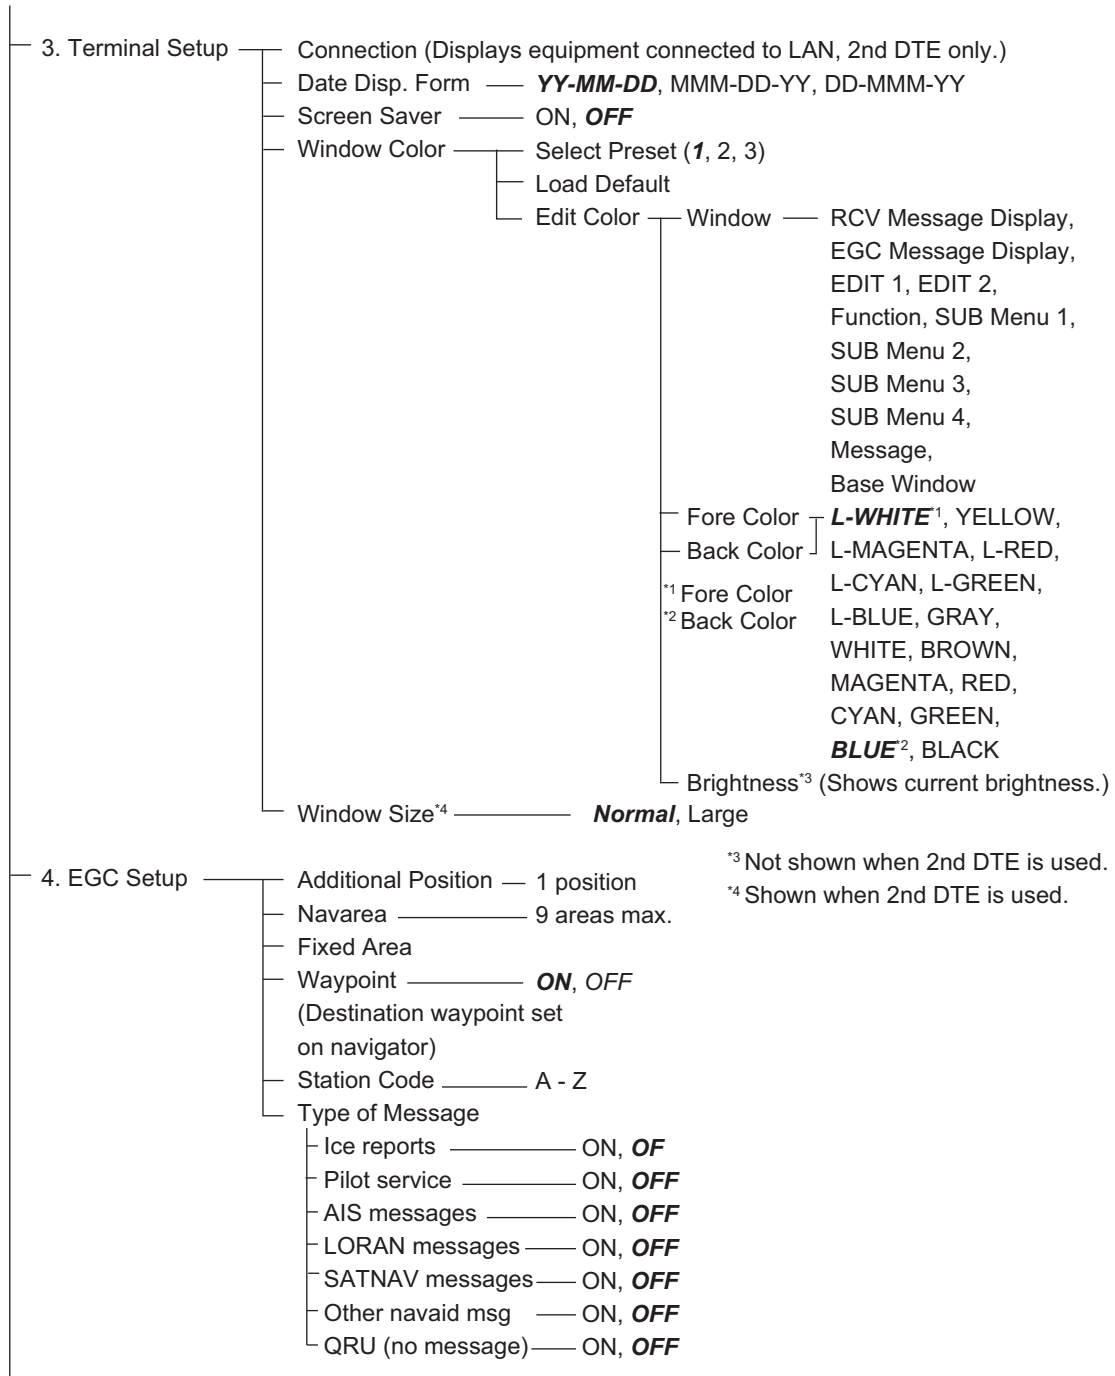 3. Terminal Setup
Connection (Displays equipment connected to LAN, 2nd DTE only.)
Date Disp. Form YY-MM-DD, MMM-DD-YY, DD-MMM-YY
Screen Saver ON, OFF
Window Color Select Preset (1, 2, 3)
Load Default
Edit Color Window RCV Message Display,
EGC Message Display,
EDIT 1, EDIT 2,
Function, SUB Menu 1,
SUB Menu 2,
SUB Menu 3,
SUB Menu 4,
Message,
Base Window
Fore Color L-WHITE*1, YELLOW,
Back Color L-MAGENTA, L-RED,
*1 Fore Color L-CYAN, L-GREEN,
*2 Back Color L-BLUE, GRAY,
WHITE, BROWN,
MAGENTA, RED,
CYAN, GREEN,
BLUE*2, BLACK
Brightness*3 (Shows current brightness.)
Window Size*4 Normal, Large
*3 Not shown when 2nd DTE is used.
*4 Shown when 2nd DTE is used.
4. EGC Setup
Additional Position 1 position
Navarea 9 areas max.
Fixed Area
Waypoint ON, OFF
(Destination waypoint set
on navigator)
Station Code A - Z
Type of Message
Ice reports ON, OF
Pilot service ON, OFF
AIS messages ON, OFF
LORAN messages ON, OFF
SATNAV messages ON, OFF
Other navaid msg ON, OFF
QRU (no message) ON, OFF